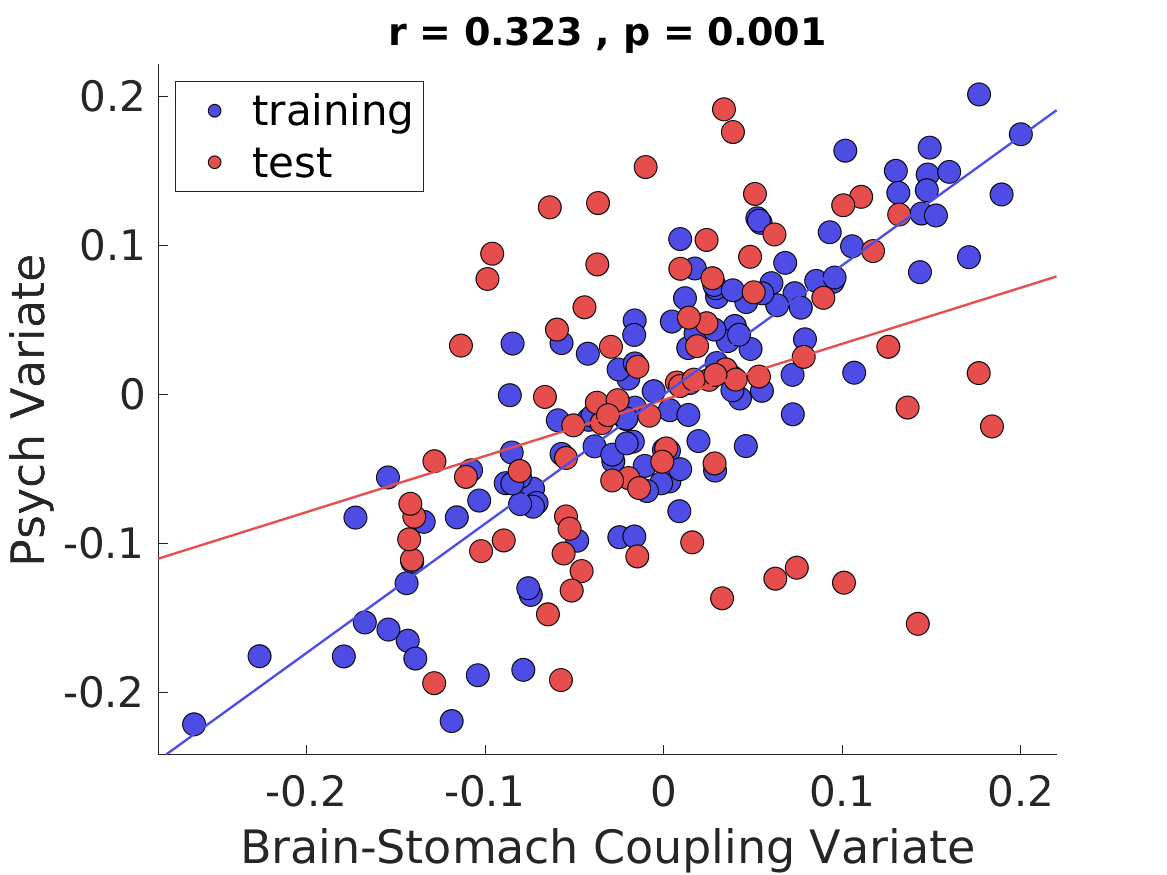 r = 0.323 , p = 0.001
training
test
Psych Variate
0.2
0.1
0
-0.1
-0.2
-0.2
-0.1
0
0.1
0.2
Brain-Stomach Coupling Variate